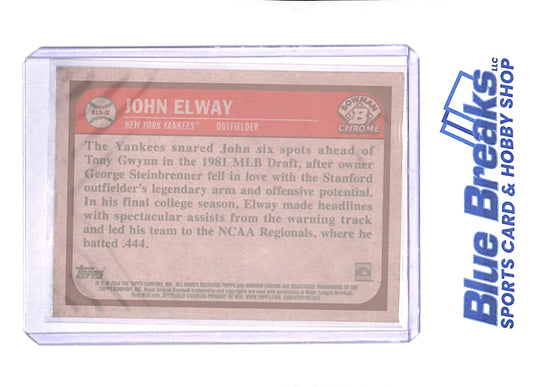 JOHN ELWAY
NEW YORK YANKEES™ OUTFIELDER
BOWMAN
B
CHROME
The Yankees snared John six spots ahead of
Tony Gwynn in the 1981 MLB Draft, after owner
George Steinbrenner fell in love with the Stanford
outfielder's legendary arm and offensive potential.
In his final college season, Elway made headlines
with spectacular assists from the warning track
and led his team to the NCAA Regionals, where he
batted .444.
Topps
Blue Breaks LLC
SPORTS CARD & HOBBY SHOP